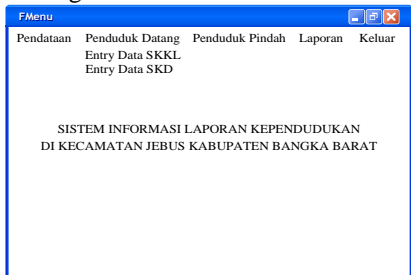 FMenu
Pendataan Penduduk Datang Penduduk Pindah Laporan Keluar
Entry Data SKKL
Entry Data SKD
SISTEM INFORMASI LAPORAN KEPENDUDUKAN
DI KECAMATAN JEBUS KABUPATEN BANGKA BARAT